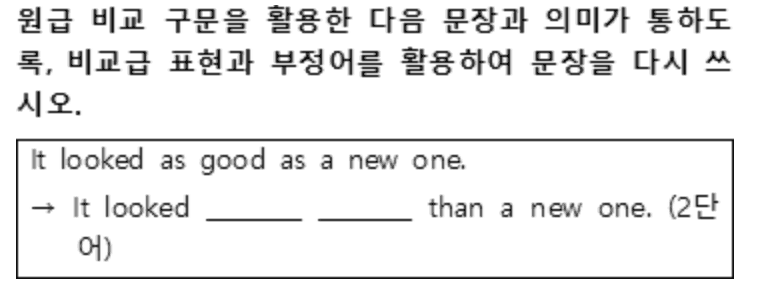 원급 비교 구문을 활용한 다음 문장과 의미가 통하도
록, 비교급 표현과 부정어를 활용하여 문장을 다시 쓰
시오.
It looked as good as a new one.
→ It looked ______ ______ than a new one. (2단
어)